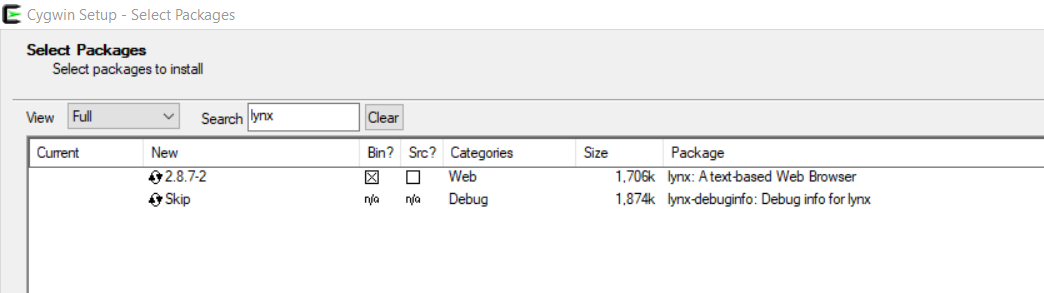 Cygwin Setup - Select Packages
Select Packages
Select packages to install
View Full Search lynx Clear
Current New Bin? Src? Categories Size Package
2.8.7-2 Web 1,706k lynx: A text-based Web Browser
Skip n/a n/a Debug 1,874k lynx-debuginfo: Debug info for lynx